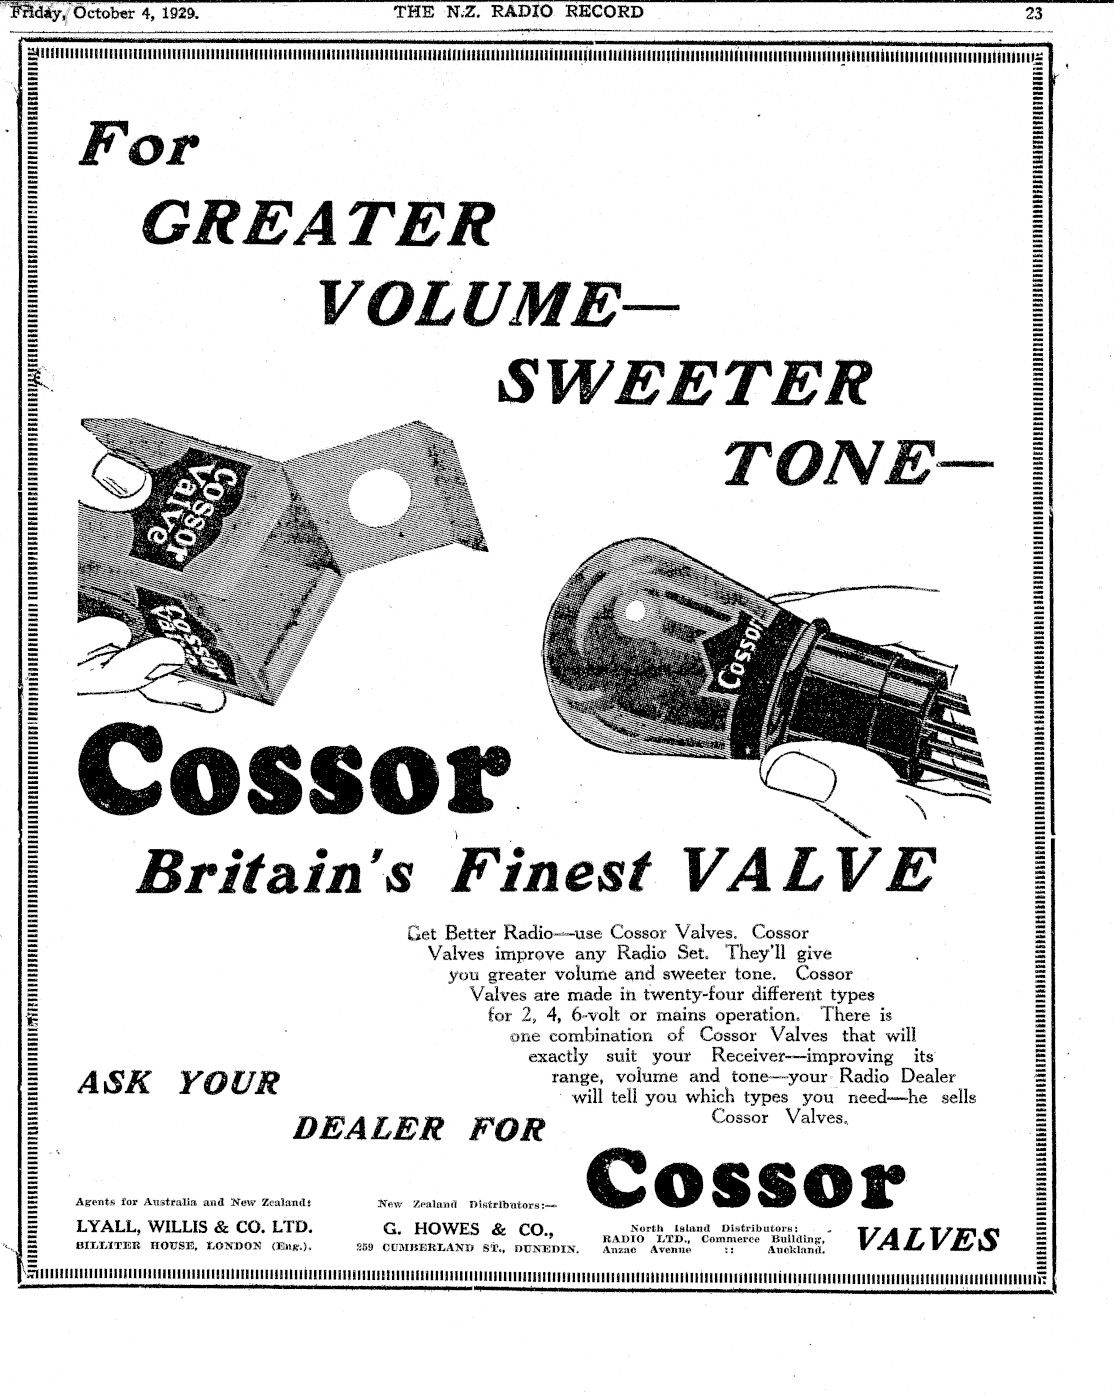 Friday, October 4, 1929.
THE N.Z. RADIO RECORD
23
For
GREATER
VOLUME—
SWEETER
TONE—
Cossor
Valve
Cossor
Valve
Cossor
Cossor
Britain's Finest VALVE
Get Better Radio—use Cossor Valves. Cossor
Valves improve any Radio Set. They'll give
you greater volume and sweeter tone. Cossor
Valves are made in twenty-four different types
for 2, 4, 6-volt or mains operation. There is
one combination of Cossor Valves that will
exactly suit your Receiver—improving its
range, volume and tone—your Radio Dealer
will tell you which types you need—he sells
Cossor Valves.
ASK YOUR
DEALER FOR
Cossor
VALVES
Agents for Australia and New Zealand:
LYALL, WILLIS & CO. LTD.
BILLITER HOUSE, LONDON (Eng.).
New Zealand Distributors:—
G. HOWES & CO.,
259 CUMBERLAND ST., DUNEDIN.
North Island Distributors:
RADIO LTD., Commerce Building,
Anzac Avenue :: Auckland.